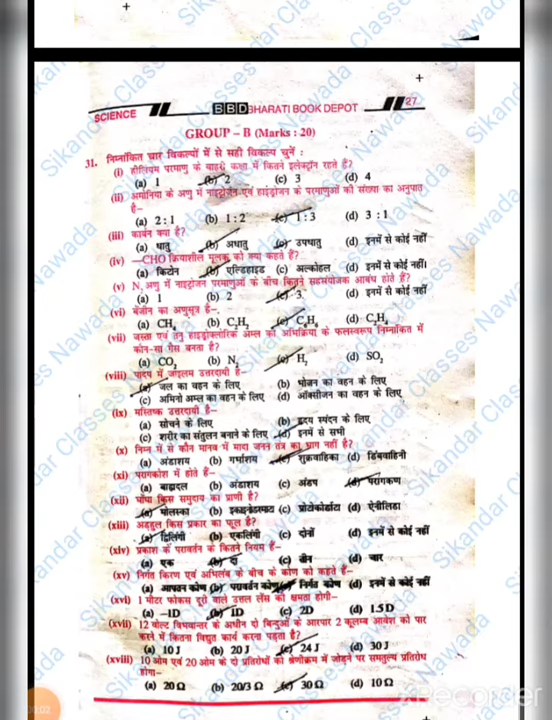 SCIENCE BBD BHARATI BOOK DEPOT 27
GROUP – B (Marks : 20)
31. निम्नांकित चार विकल्पों में से सही विकल्प चुनें :
(i) हीलियम परमाणु के बाहरी कक्षा में कितने इलेक्ट्रॉन रहते हैं?
(a) 1 (b) 2 (c) 3 (d) 4
(ii) अमोनिया के अणु में नाइट्रोजन एवं हाइड्रोजन के परमाणुओं की संख्या का अनुपात
है–
(a) 2 : 1 (b) 1 : 2 (c) 1 : 3 (d) 3 : 1
(iii) कार्बन क्या है?
(a) धातु (b) अधातु (c) उपधातु (d) इनमें से कोई नहीं
(iv) —CHO क्रियाशील मूलक को क्या कहते हैं?
(a) किटोन (b) एल्डिहाइड (c) अल्कोहल (d) इनमें से कोई नहीं।
(v) N₂ अणु में नाइट्रोजन परमाणुओं के बीच कितने सहसंयोजक आबंध होते हैं?
(a) 1 (b) 2 (c) 3 (d) इनमें से कोई नहीं
(vi) बेंजीन का अणुसूत्र है–
(a) CH₄ (b) C₂H₂ (c) C₆H₆ (d) C₂H₄
(vii) जस्ता एवं तनु हाइड्रोक्लोरिक अम्ल की अभिक्रिया के फलस्वरूप निम्नांकित में
कौन-सा गैस बनता है?
(a) CO₂ (b) N₂ (c) H₂ (d) SO₂
(viii) पादप में जाइलम उत्तरदायी है–
(a) जल का वहन के लिए (b) भोजन का वहन के लिए
(c) अमिनो अम्ल का वहन के लिए (d) ऑक्सीजन का वहन के लिए
(ix) मस्तिष्क उत्तरदायी है–
(a) सोचने के लिए (b) हृदय स्पंदन के लिए
(c) शरीर का संतुलन बनाने के लिए (d) इनमें से सभी
(x) निम्न में से कौन मानव में मादा जनन तंत्र का भाग नहीं है?
(a) अंडाशय (b) गर्भाशय (c) शुक्रवाहिका (d) डिंबवाहिनी
(xi) परागकोश में होते हैं–
(a) बाह्यदल (b) अंडाशय (c) अंडप (d) परागकण
(xii) घोंघा किस समुदाय का प्राणी है?
(a) मोलस्का (b) इकाइनेडरमाटा (c) प्रोटोकोर्डाटा (d) ऐनीलिडा
(xiii) अड़हुल किस प्रकार का फूल है?
(a) द्विलिंगी (b) एकलिंगी (c) दोनों (d) इनमें से कोई नहीं
(xiv) प्रकाश के परावर्तन के कितने नियम हैं–
(a) एक (b) दो (c) तीन (d) चार
(xv) निर्गत किरण एवं अभिलंब के बीच के कोण को कहते हैं–
(a) आपतन कोण (b) परावर्तन कोण (c) निर्गत कोण (d) इनमें से कोई नहीं
(xvi) 1 मीटर फोकस दूरी वाले उत्तल लेंस की क्षमता होगी–
(a) –1D (b) 1D (c) 2D (d) 1.5D
(xvii) 12 वोल्ट विभवान्तर के अधीन दो बिन्दुओं के आरपार 2 कूलम्ब आवेश को पार
करने में कितना विद्युत कार्य करना पड़ता है?
(a) 10 J (b) 20 J (c) 24 J (d) 30 J
(xviii) 10 ओम एवं 20 ओम के दो प्रतिरोधों को श्रेणीक्रम में जोड़ने पर समतुल्य प्रतिरोध
होगा–
(a) 20 Ω (b) 20/3 Ω (c) 30 Ω (d) 10 Ω
Sikandar Classes Nawada
00:02
Recorder